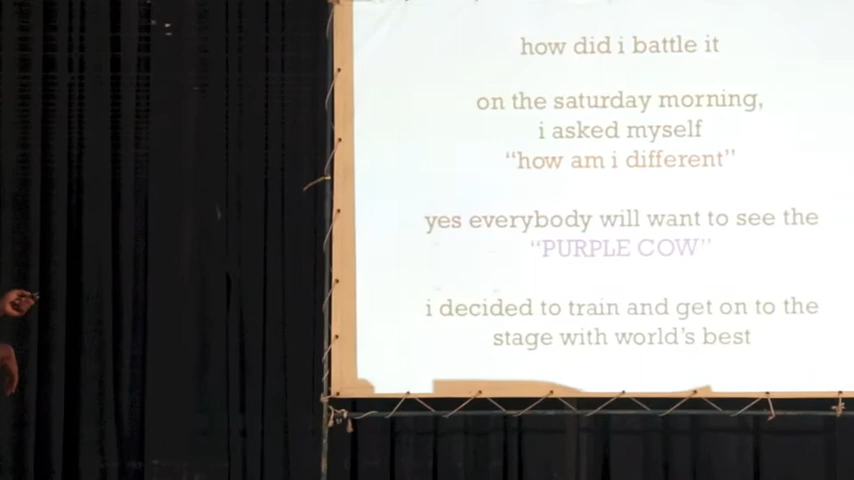 how did i battle it
on the saturday morning,
i asked myself
“how am i different”
yes everybody will want to see the
“PURPLE COW”
i decided to train and get on to the
stage with world’s best